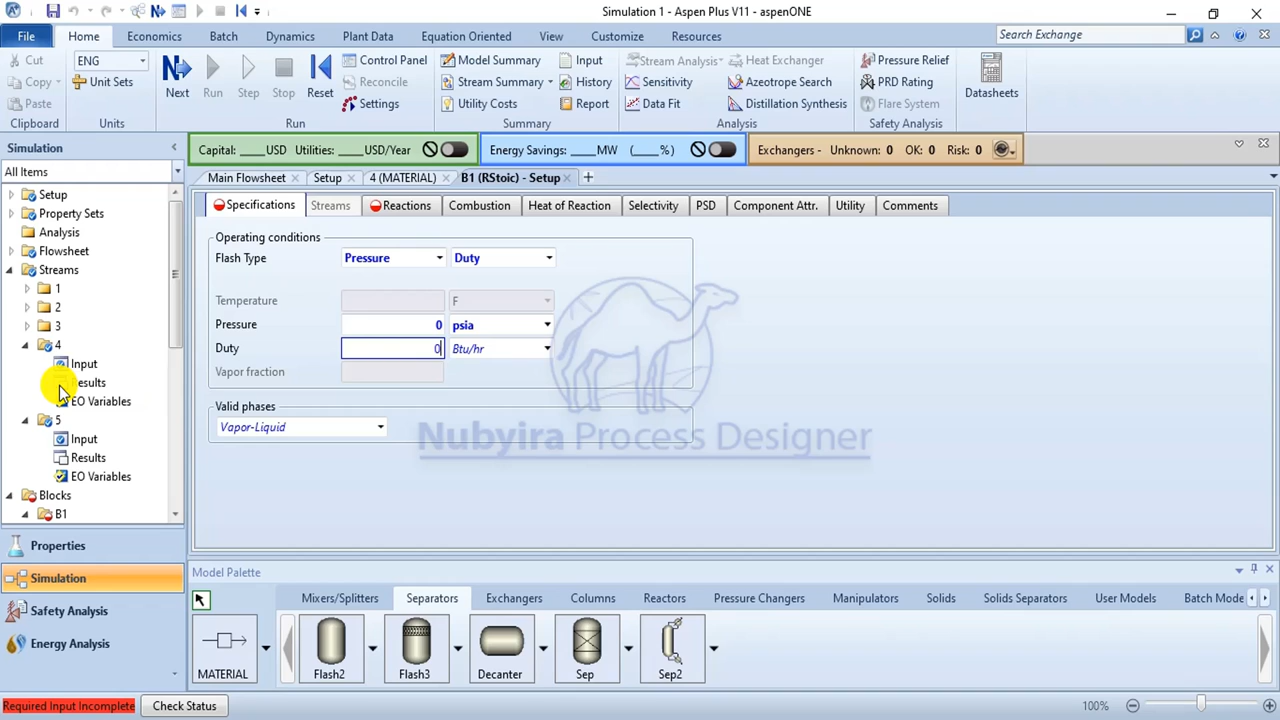 Simulation 1 - Aspen Plus V11 - aspenONE
File Home Economics Batch Dynamics Plant Data Equation Oriented View Customize Resources Search Exchange
Cut ENG Control Panel Model Summary Input Stream Analysis Heat Exchanger Pressure Relief
Copy Unit Sets Reconcile Stream Summary History Sensitivity Azeotrope Search PRD Rating
Paste Next Run Step Stop Reset Settings Utility Costs Report Data Fit Distillation Synthesis Flare System Datasheets
Clipboard Units Run Summary Analysis Safety Analysis
Simulation Capital: ____USD Utilities: ____USD/Year Energy Savings: ____MW (____%) Exchangers - Unknown: 0 OK: 0 Risk: 0
All Items Main Flowsheet Setup 4 (MATERIAL) B1 (RStoic) - Setup
Specifications Streams Reactions Combustion Heat of Reaction Selectivity PSD Component Attr. Utility Comments
Setup
Property Sets
Analysis
Flowsheet
Streams
1
2
3
4
Input
Results
EO Variables
5
Input
Results
EO Variables
Blocks
B1
Operating conditions
Flash Type Pressure Duty
Temperature F
Pressure 0 psia
Duty 0 Btu/hr
Vapor fraction
Valid phases
Vapor-Liquid
Nubyira Process Designer
Properties
Simulation
Safety Analysis
Energy Analysis
Model Palette
Mixers/Splitters Separators Exchangers Columns Reactors Pressure Changers Manipulators Solids Solids Separators User Models Batch Mode
MATERIAL Flash2 Flash3 Decanter Sep Sep2
Required Input Incomplete Check Status 100%